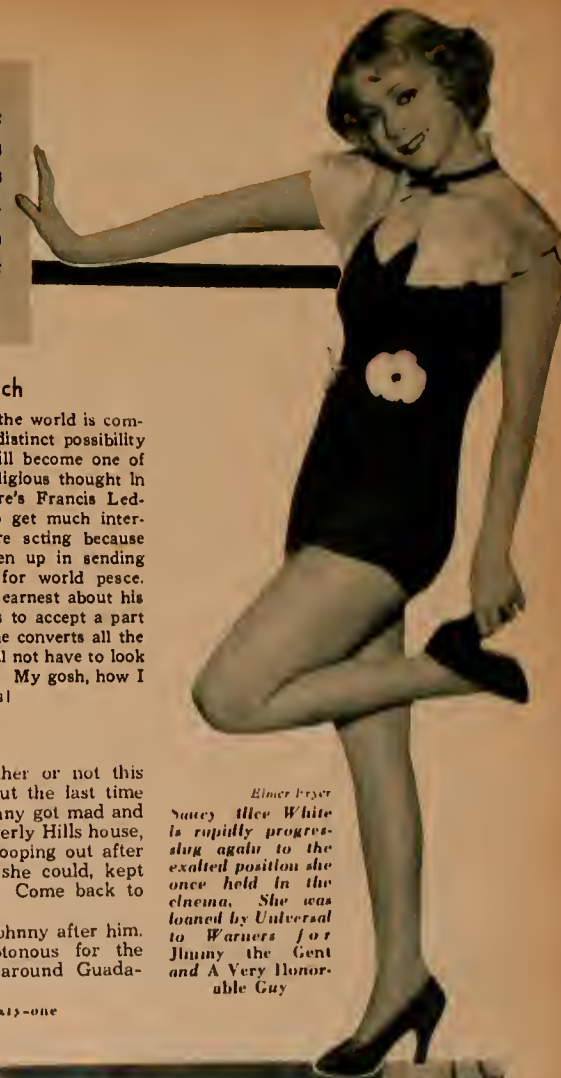 ch
the world is com-
distinct possibility
ill become one of
ligious thought in
re's Francis Led-
get much inter-
re acting because
en up in sending
for world peace.
earnest about his
s to accept a part
e converts all the
l not have to look
My gosh, how I
s!
her or not this
ut the last time
nny got mad and
erly Hills house,
ooping out after
she could, kept
Come back to
ohnny after him.
tonous for the
around Guada-
xty-one
Elmer Fryer
Saucy Alice White
is rapidly progres-
sing again to the
exalted position she
once held in the
cinema. She was
loaned by Universal
to Warners for
Jimmy the Gent
and A Very Honor-
able Guy